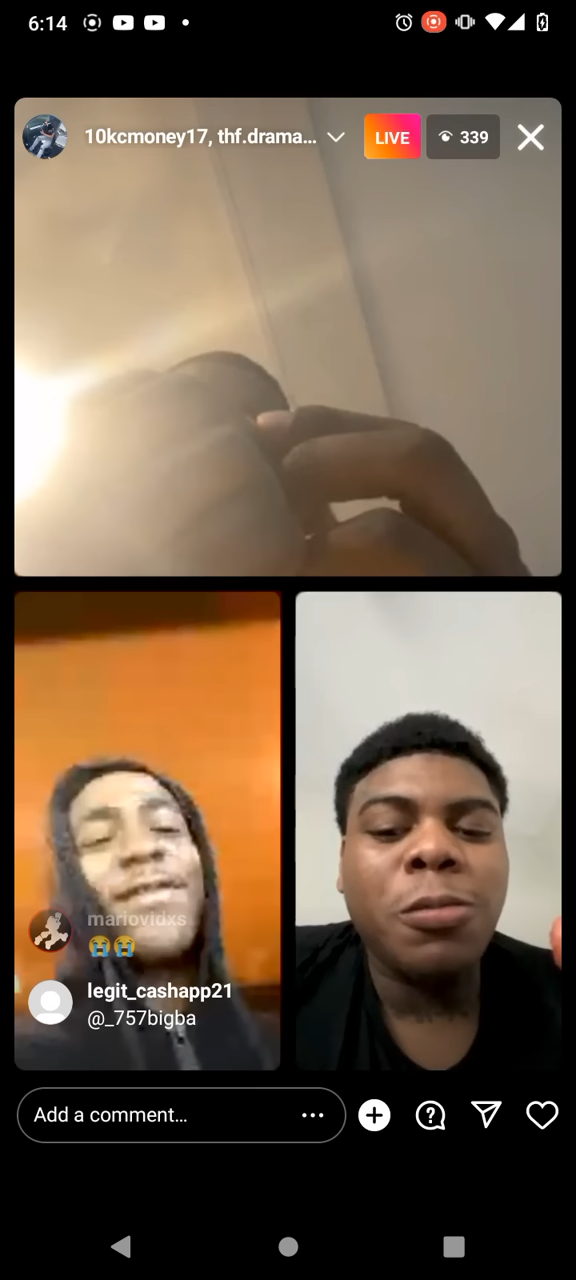 6:14
10kcmoney17, thf.drama... LIVE 339
mariovidxs
😭😭
legit_cashapp21
@_757bigba
Add a comment...